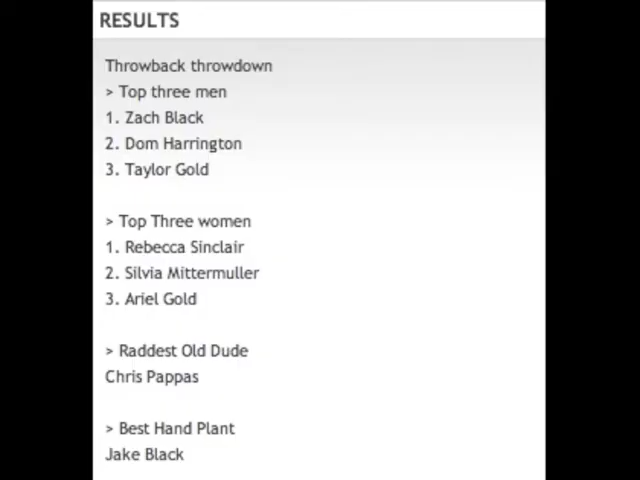 RESULTS
Throwback throwdown
> Top three men
1. Zach Black
2. Dom Harrington
3. Taylor Gold
> Top Three women
1. Rebecca Sinclair
2. Silvia Mittermuller
3. Ariel Gold
> Raddest Old Dude
Chris Pappas
> Best Hand Plant
Jake Black